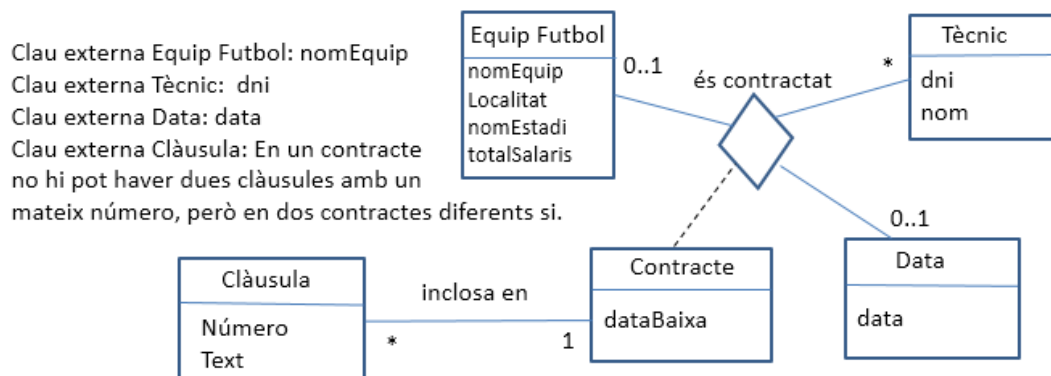 Clau externa Equip Futbol: nomEquip
Clau externa Tècnic:  dni
Clau externa Data: data
Clau externa Clàusula: En un contracte
no hi pot haver dues clàusules amb un
mateix número, però en dos contractes diferents si.
Equip Futbol
nomEquip
Localitat
nomEstadi
totalSalaris
0..1
és contractat
*
Tècnic
dni
nom
0..1
Data
data
Contracte
dataBaixa
Clàusula
Número
Text
inclosa en
*
1